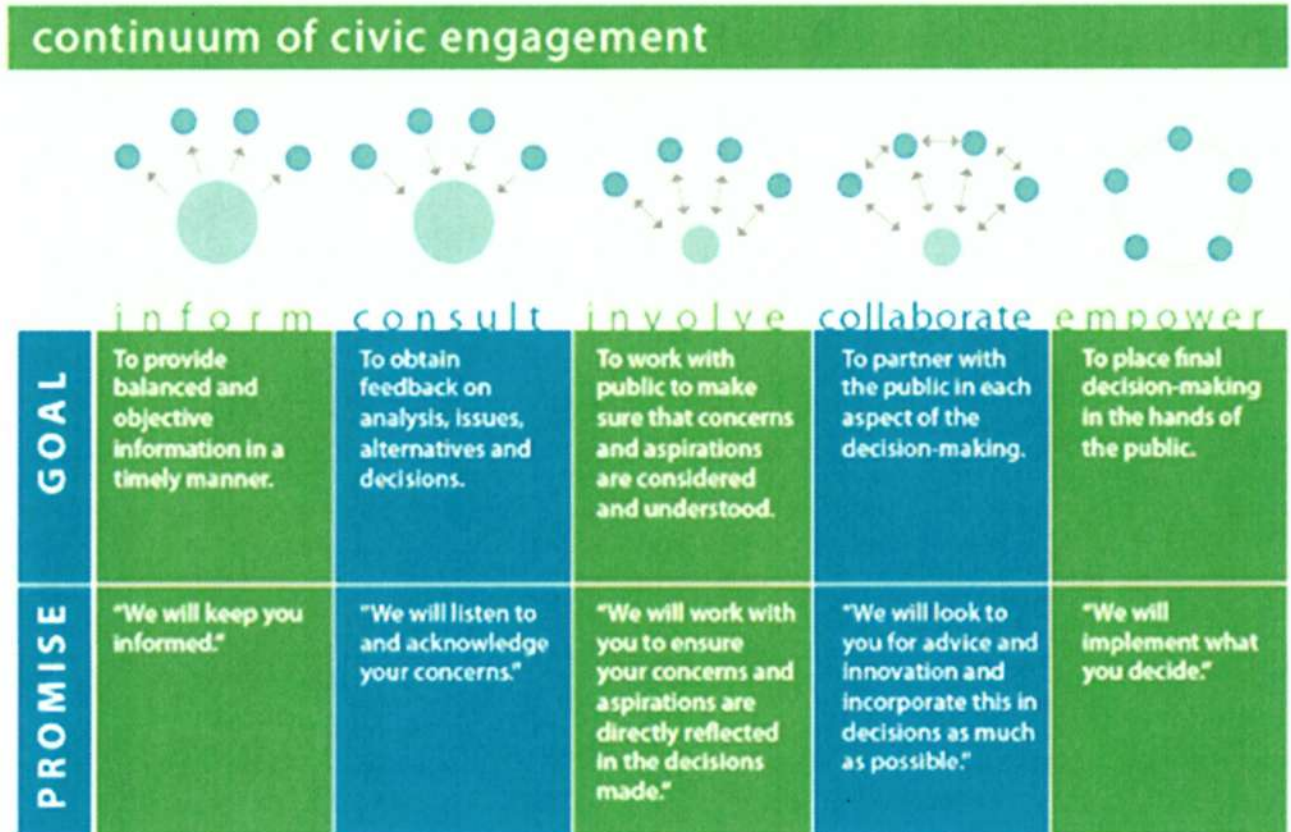 continuum of civic engagement
inform
consult
involve
collaborate
empower
GOAL
To provide
balanced and
objective
information in a
timely manner.
To obtain
feedback on
analysis, issues,
alternatives and
decisions.
To work with
public to make
sure that concerns
and aspirations
are considered
and understood.
To partner with
the public in each
aspect of the
decision-making.
To place final
decision-making
in the hands of
the public.
PROMISE
"We will keep you
informed."
"We will listen to
and acknowledge
your concerns."
"We will work with
you to ensure
your concerns and
aspirations are
directly reflected
in the decisions
made."
"We will look to
you for advice and
innovation and
incorporate this in
decisions as much
as possible."
"We will
implement what
you decide."